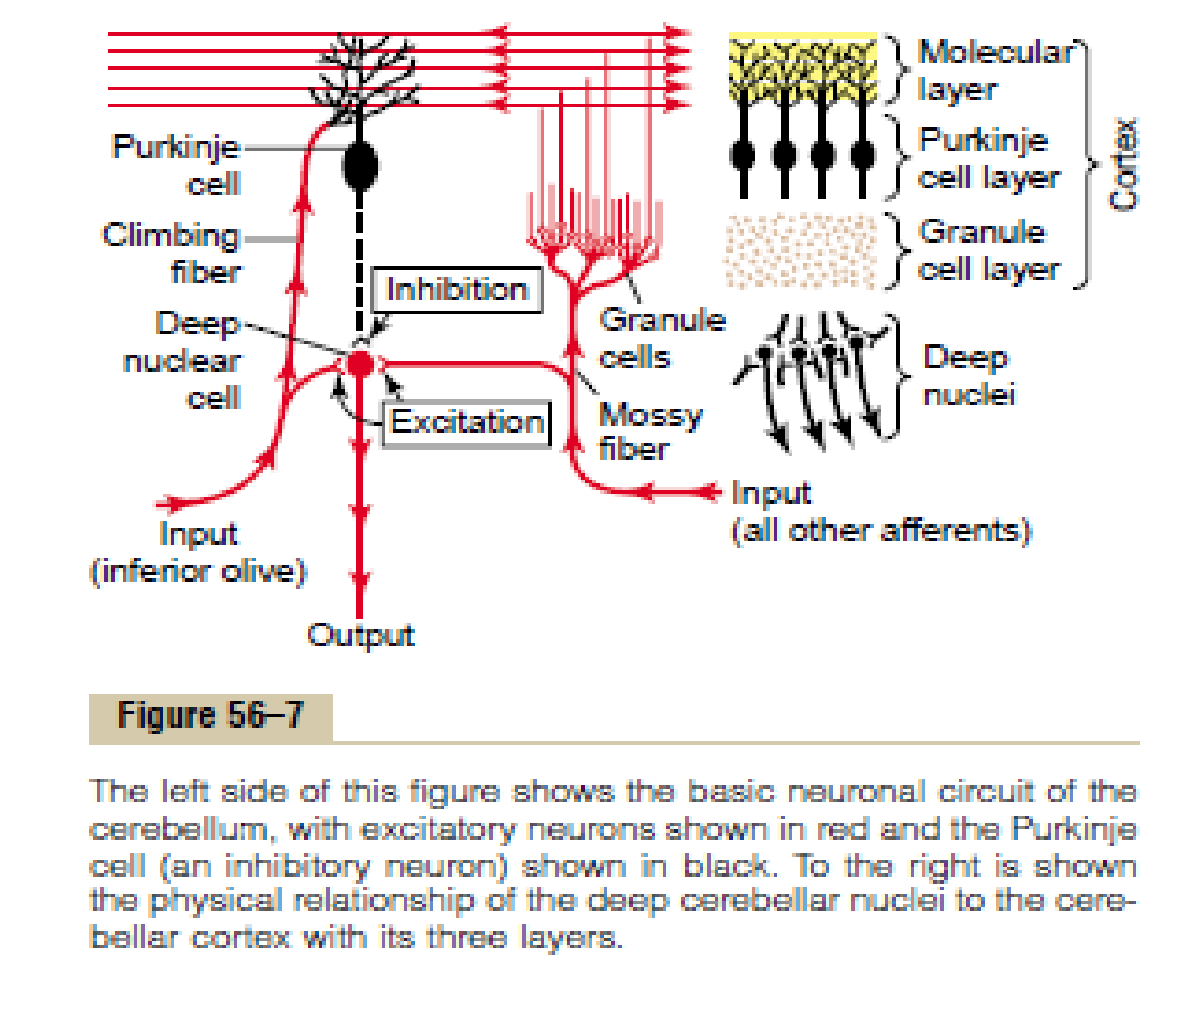 Purkinje
cell
Climbing
fiber
Deep
nuclear
cell
Inhibition
Excitation
Granule
cells
Mossy
fiber
Input
(inferior olive)
Output
Input
(all other afferents)
Molecular
layer
Purkinje
cell layer
Granule
cell layer
Cortex
Deep
nuclei
Figure 56–7
The left side of this figure shows the basic neuronal circuit of the
cerebellum, with excitatory neurons shown in red and the Purkinje
cell (an inhibitory neuron) shown in black. To the right is shown
the physical relationship of the deep cerebellar nuclei to the cere-
bellar cortex with its three layers.